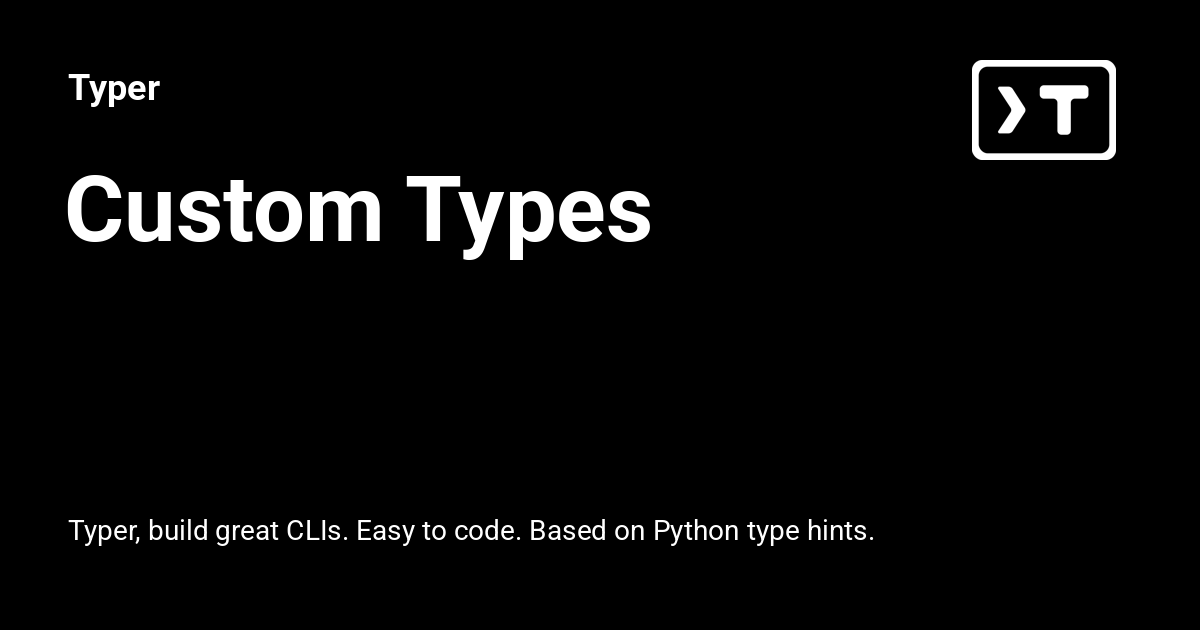 Typer
❯ T
Custom Types
Typer, build great CLIs. Easy to code. Based on Python type hints.